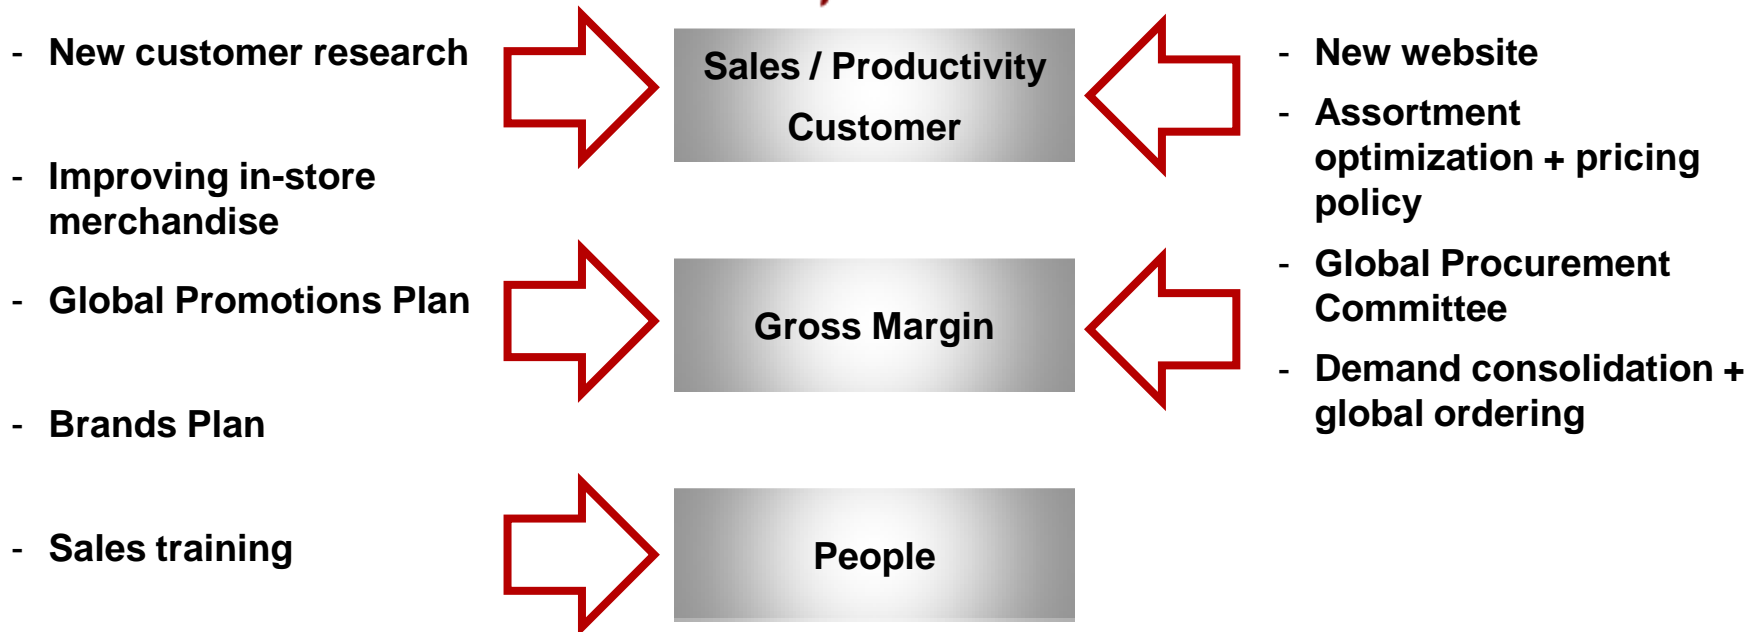 - New customer research
- Improving in-store
merchandise
- Global Promotions Plan
- Brands Plan
- Sales training
Sales / Productivity
Customer
Gross Margin
People
- New website
- Assortment
optimization + pricing
policy
- Global Procurement
Committee
- Demand consolidation +
global ordering